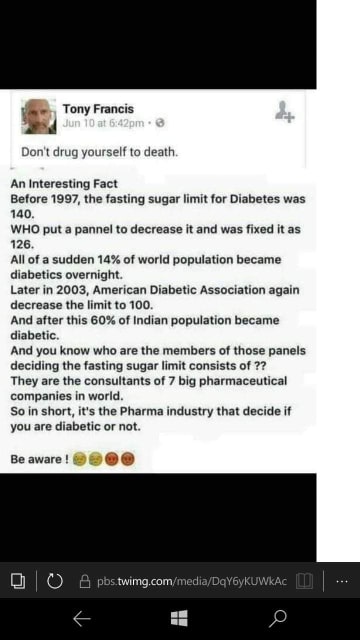 Tony Francis
Jun 10 at 6:42pm •
Don't drug yourself to death.
An Interesting Fact
Before 1997, the fasting sugar limit for Diabetes was
140.
WHO put a pannel to decrease it and was fixed it as
126.
All of a sudden 14% of world population became
diabetics overnight.
Later in 2003, American Diabetic Association again
decrease the limit to 100.
And after this 60% of Indian population became
diabetic.
And you know who are the members of those panels
deciding the fasting sugar limit consists of ??
They are the consultants of 7 big pharmaceutical
companies in world.
So in short, it's the Pharma industry that decide if
you are diabetic or not.
Be aware ! 😂😂😡😡
pbs.twimg.com/media/DqY6yKUWkAc